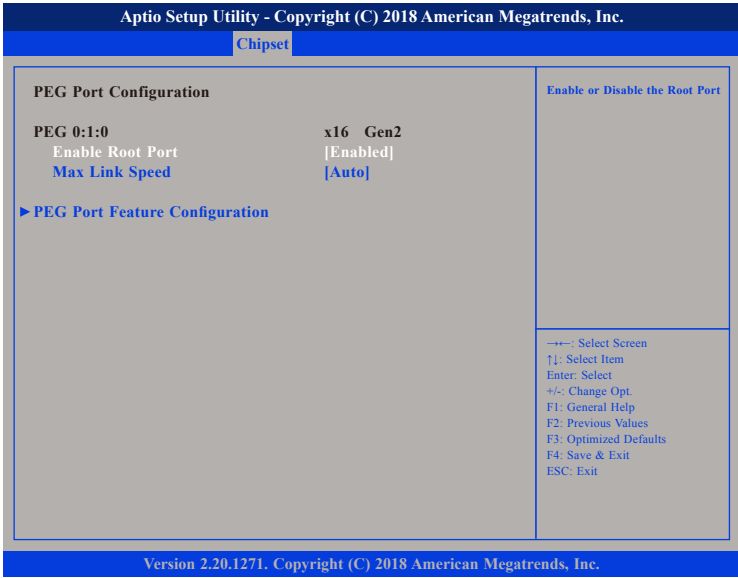 Aptio Setup Utility - Copyright (C) 2018 American Megatrends, Inc.
Chipset
PEG Port Configuration
PEG 0:1:0 x16 Gen2
Enable Root Port [Enabled]
Max Link Speed [Auto]
►PEG Port Feature Configuration
Enable or Disable the Root Port
→←: Select Screen
↑↓: Select Item
Enter: Select
+/-: Change Opt.
F1: General Help
F2: Previous Values
F3: Optimized Defaults
F4: Save & Exit
ESC: Exit
Version 2.20.1271. Copyright (C) 2018 American Megatrends, Inc.